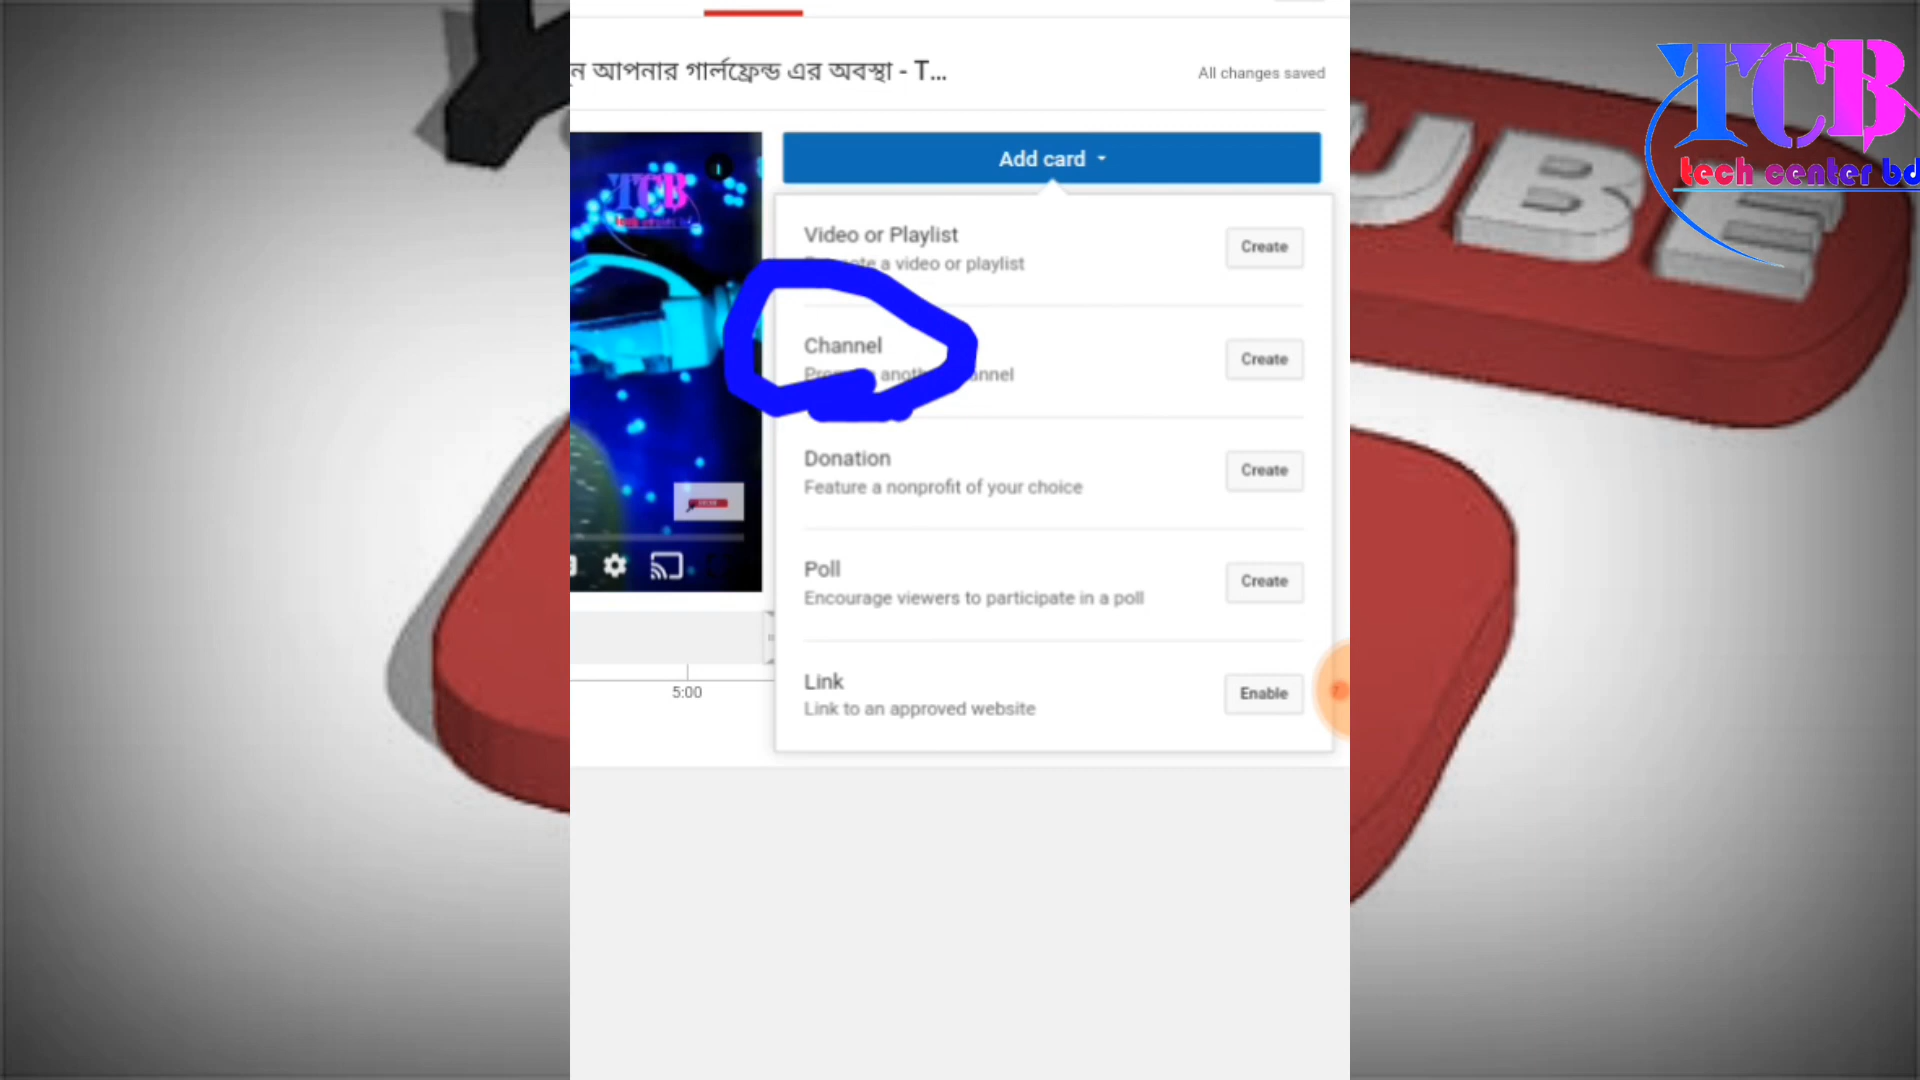 আপনার গার্লফ্রেন্ড এর অবস্থা - T...
All changes saved
TCB
tech center bd
UBE
Add card
TCB
Video or Playlist
Create
a video or playlist
Channel
Create
Donation
Create
Feature a nonprofit of your choice
Poll
Create
Encourage viewers to participate in a poll
Link
Enable
Link to an approved website
5:00